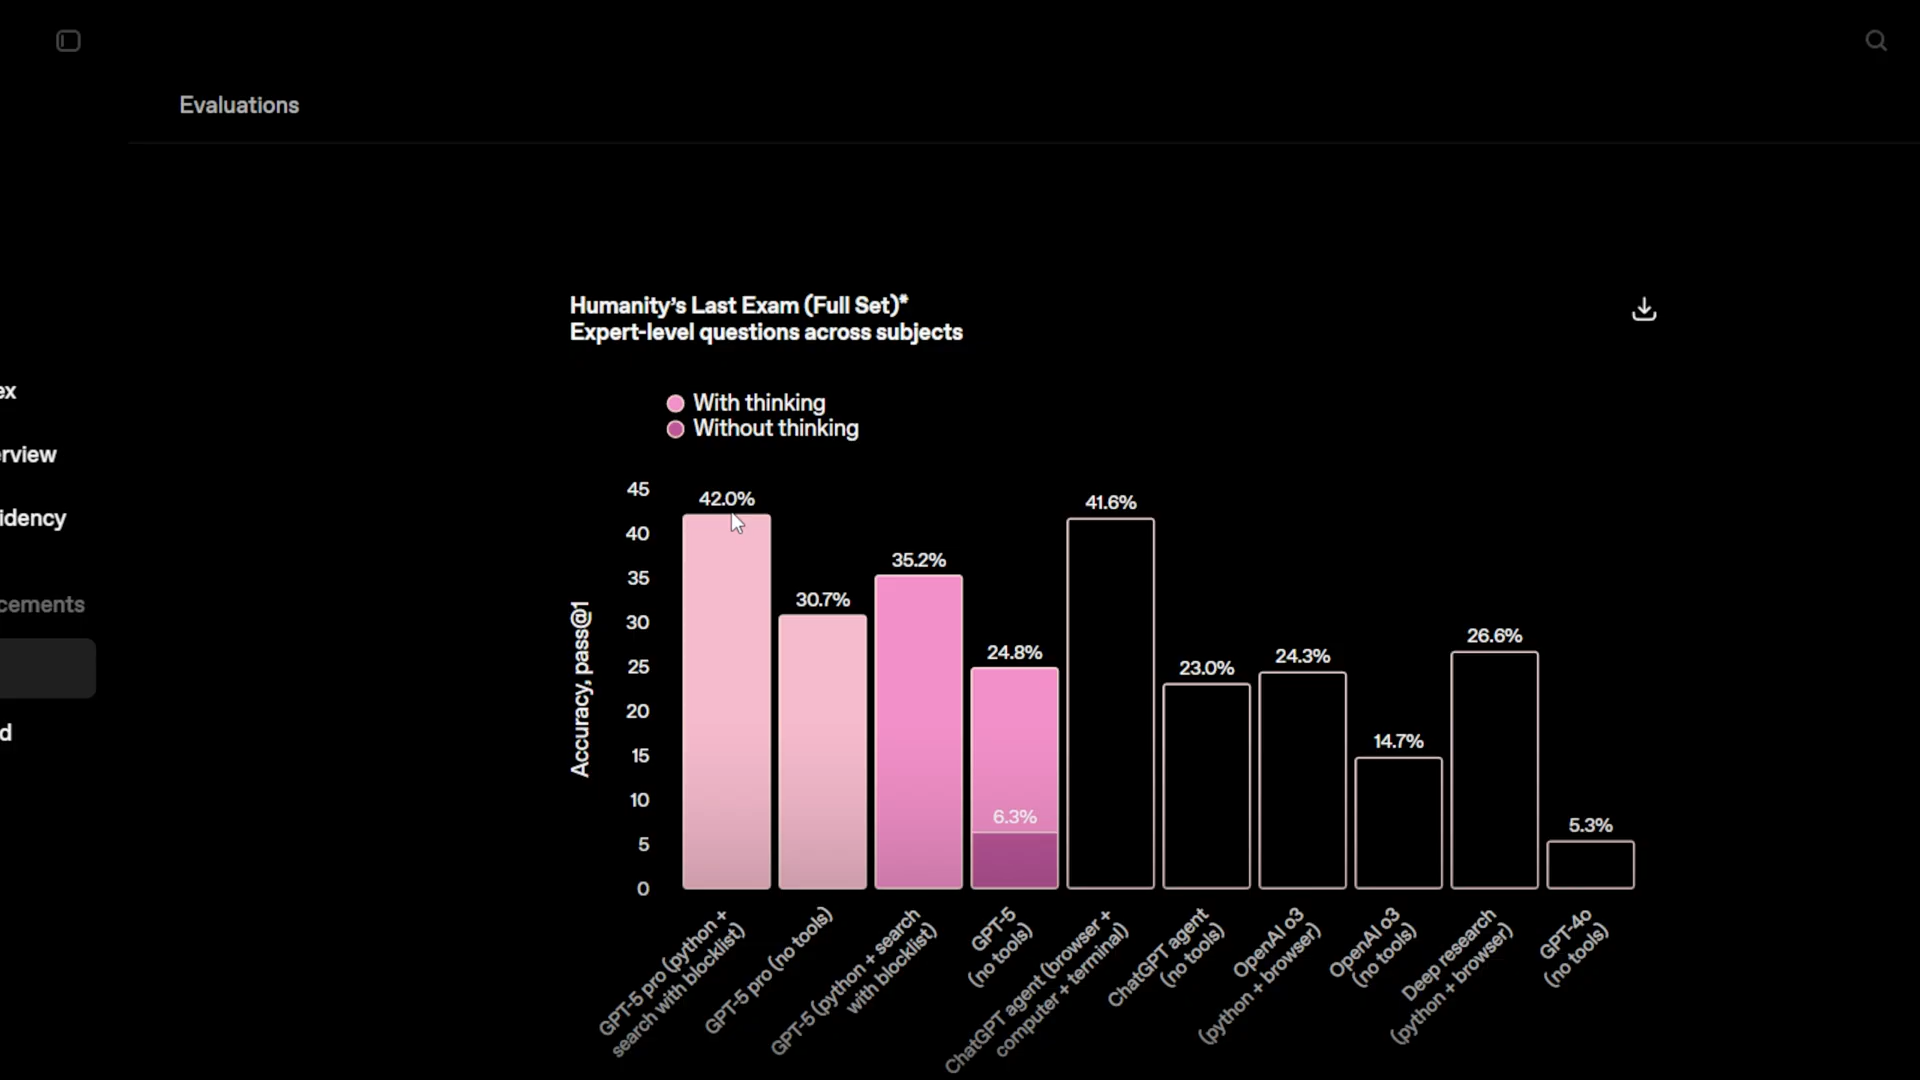 Evaluations
Humanity's Last Exam (Full Set)*
Expert-level questions across subjects
With thinking
Without thinking
ex
erview
idency
cements
d
Accuracy, pass@1
45
40
35
30
25
20
15
10
5
0
42.0%
30.7%
35.2%
24.8%
6.3%
41.6%
23.0%
24.3%
14.7%
26.6%
5.3%
GPT-5 pro (python +
search with blocklist)
GPT-5 pro (no tools)
GPT-5 (python + search
with blocklist)
GPT-5
(no tools)
ChatGPT agent (browser +
computer + terminal)
ChatGPT agent
(no tools)
OpenAI o3
(python + browser)
OpenAI o3
(no tools)
Deep research
(python + browser)
GPT-4o
(no tools)